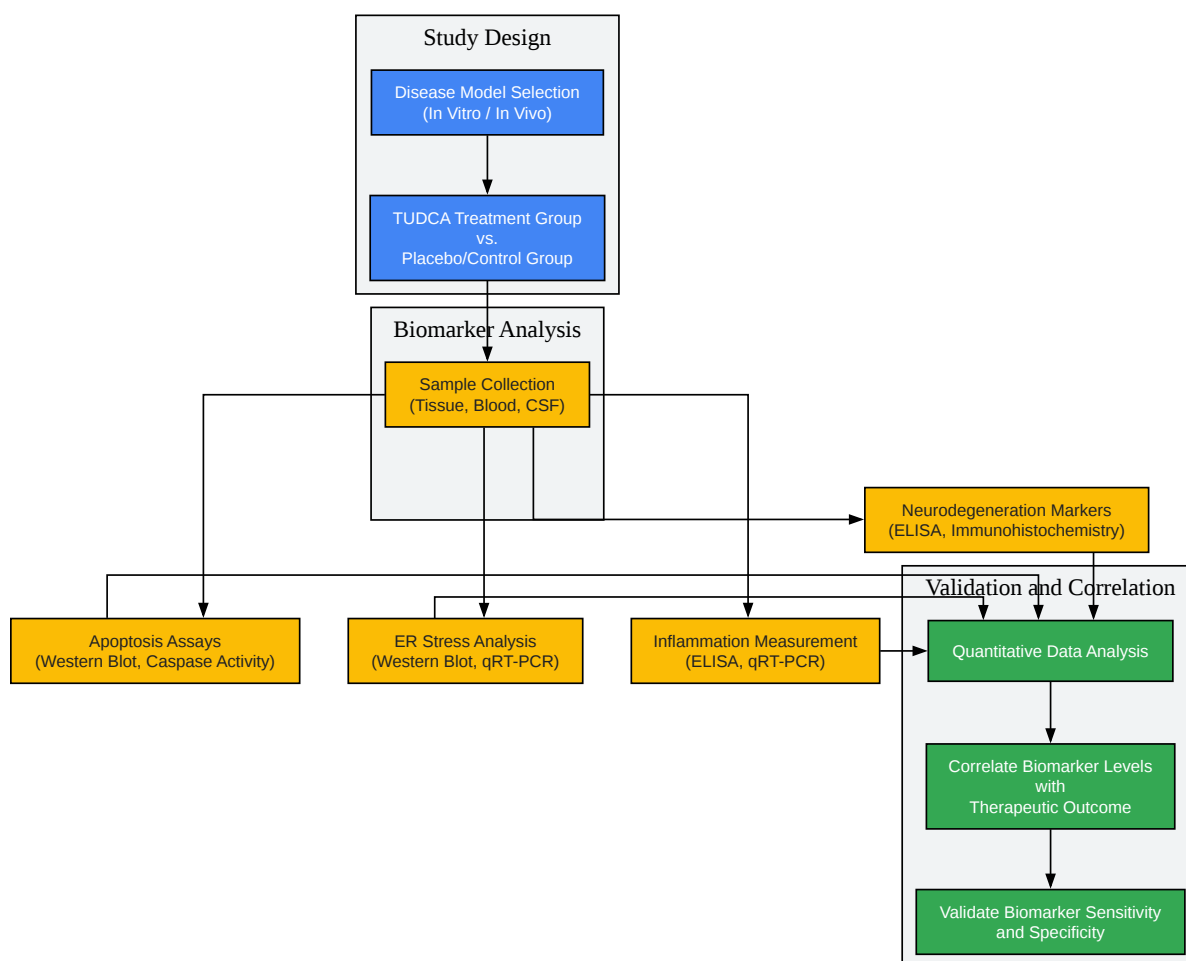 Study Design
Disease Model Selection
(In Vitro / In Vivo)
TUDCA Treatment Group
vs.
Placebo/Control Group
Biomarker Analysis
Sample Collection
(Tissue, Blood, CSF)
Neurodegeneration Markers
(ELISA, Immunohistochemistry)
Validation and Correlation
Apoptosis Assays
(Western Blot, Caspase Activity)
ER Stress Analysis
(Western Blot, qRT-PCR)
Inflammation Measurement
(ELISA, qRT-PCR)
Quantitative Data Analysis
Correlate Biomarker Levels
with
Therapeutic Outcome
Validate Biomarker Sensitivity
and Specificity